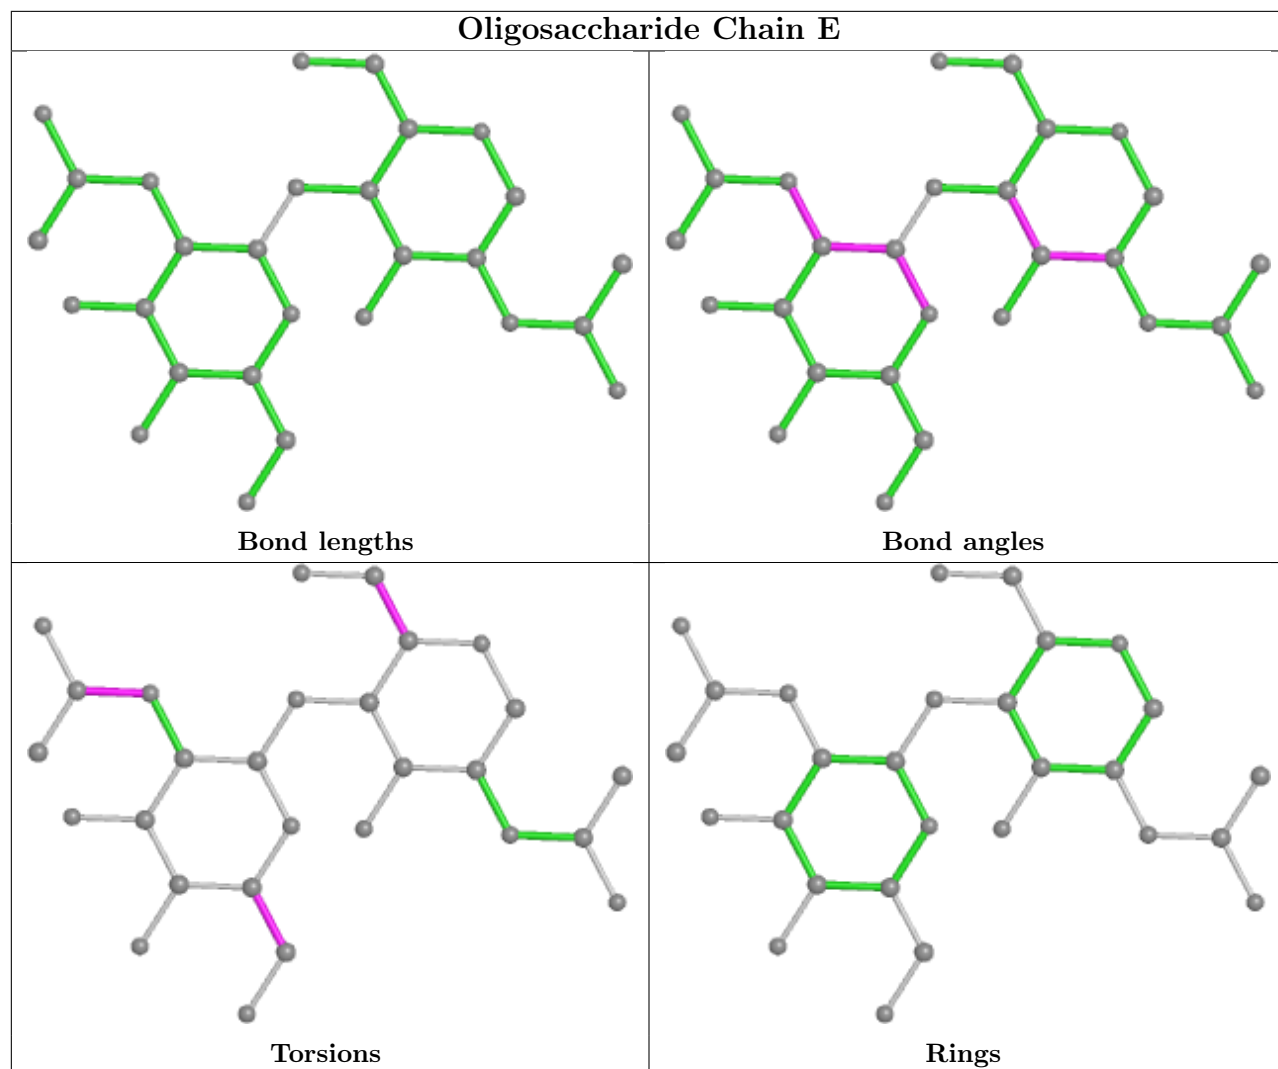 Oligosaccharide Chain E
Bond lengths
Bond angles
Torsions
Rings